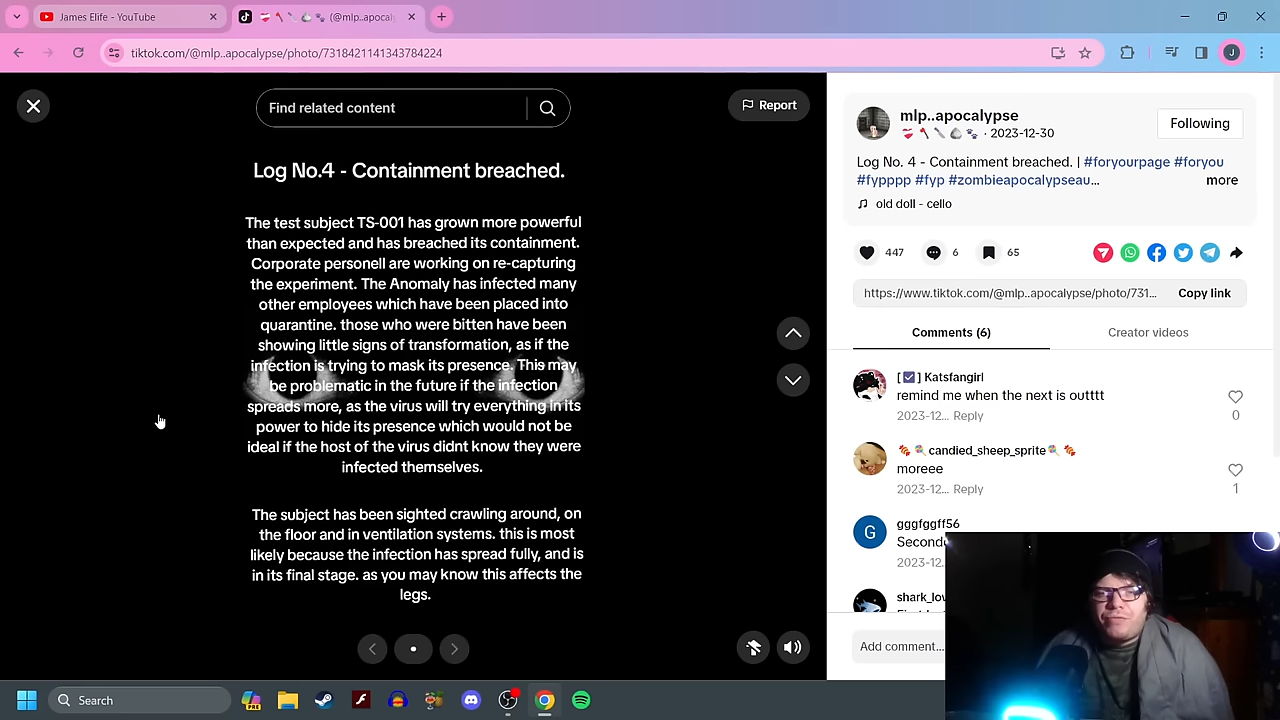 James Elife - YouTube
(@mlp..apocal
tiktok.com/@mlp..apocalypse/photo/7318421141343784224
J
Find related content
Report
Log No.4 - Containment breached.
The test subject TS-001 has grown more powerful
than expected and has breached its containment.
Corporate personell are working on re-capturing
the experiment. The Anomaly has infected many
other employees which have been placed into
quarantine. those who were bitten have been
showing little signs of transformation, as if the
infection is trying to mask its presence. This may
be problematic in the future if the infection
spreads more, as the virus will try everything in its
power to hide its presence which would not be
ideal if the host of the virus didnt know they were
infected themselves.
The subject has been sighted crawling around, on
the floor and in ventilation systems. this is most
likely because the infection has spread fully, and is
in its final stage. as you may know this affects the
legs.
mlp..apocalypse
· 2023-12-30
Following
Log No. 4 - Containment breached. | #foryourpage #foryou
#fypppp #fyp #zombieapocalypseau...
more
old doll - cello
447
6
65
https://www.tiktok.com/@mlp..apocalypse/photo/731...
Copy link
Comments (6)
Creator videos
[☑] Katsfangirl
remind me when the next is outttt
2023-12... Reply
0
candied_sheep_sprite
moreee
2023-12... Reply
1
G
gggfggff56
2023-12...
Add comment...
Search
PRE